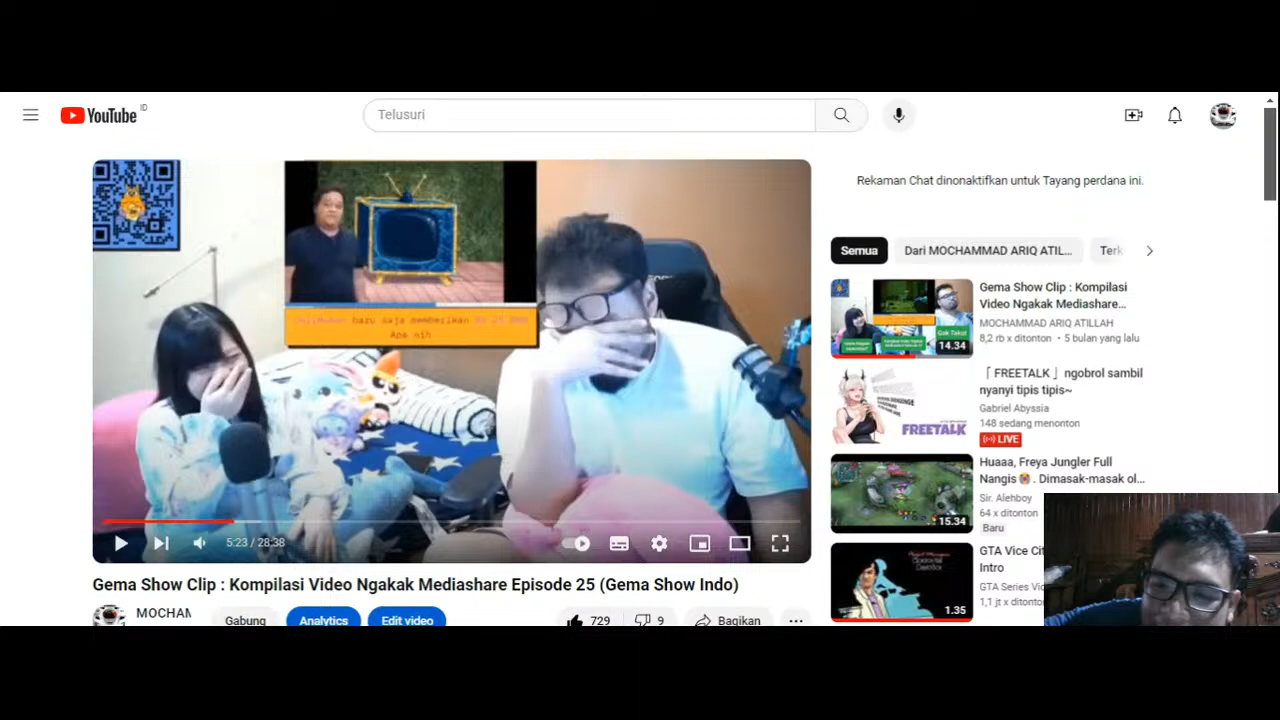 YouTube ID
Telusuri
baru saja memberikan
Apa nih
5:23 / 28:38
Gema Show Clip : Kompilasi Video Ngakak Mediashare Episode 25 (Gema Show Indo)
MOCHAM
Gabung
Analytics
Edit video
729
9
Bagikan
Rekaman Chat dinonaktifkan untuk Tayang perdana ini.
Semua
Dari MOCHAMMAD ARIQ ATIL...
Terk
Gak Takut
14.34
Gema Show Clip : Kompilasi
Video Ngakak Mediashare...
MOCHAMMAD ARIQ ATILLAH
8,2 rb x ditonton • 5 bulan yang lalu
FREETALK
「 FREETALK 」 ngobrol sambil
nyanyi tipis tipis~
Gabriel Abyssia
148 sedang menonton
LIVE
15.34
Huaaa, Freya Jungler Full
Nangis 😭. Dimasak-masak ol...
Sir. Alehboy
64 x ditonton
Baru
1.35
GTA Vice Cit
Intro
GTA Series Vid
1,1 jt x ditonton